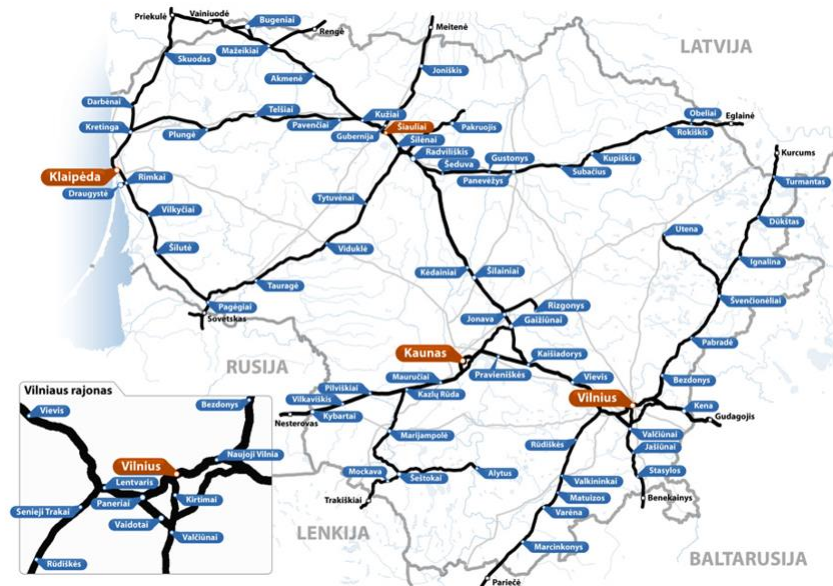 Priekulė
Vainiuodė
Bugeniai
Rengė
Meitenė
LATVIJA
Mažeikiai
Skuodas
Akmenė
Joniškis
Darbėnai
Telšiai
Kužiai
Obeliai
Eglainė
Kretinga
Plungė
Pavenčiai
Gubernija
Šiauliai
Pakruojis
Rokiškis
Šilėnai
Radviliškis
Kurcums
Klaipėda
Rimkai
Šeduva
Gustonys
Kupiškis
Draugystė
Panevėžys
Subačius
Turmantas
Tytuvėnai
Vilkyčiai
Dūkštas
Utena
Šilutė
Viduklė
Ignalina
Kėdainiai
Šilainiai
Tauragė
Švenčionėliai
Pagėgiai
Rizgonys
Sovetskas
Jonava
Gaižiūnai
Pabradė
RUSIJA
Kaunas
Kaišiadorys
Pravieniškės
Mauručiai
Vievis
Bezdonys
Pilviškiai
Kazlų Rūda
Vilnius
Vilkaviškis
Kena
Kybartai
Nesterovas
Gudagojis
Marijampolė
Rūdiškės
Valčiūnai
Jašiūnai
Mockava
Alytus
Stasylos
Šeštokai
Valkininkai
Trakiškiai
Matuizos
Benekainys
Varėna
LENKIJA
Marcinkonys
BALTARUSIJA
Pariečė
Vilniaus rajonas
Bezdonys
Vievis
Naujoji Vilnia
Vilnius
Lentvaris
Paneriai
Kirtimai
Senieji Trakai
Vaidotai
Valčiūnai
Rūdiškės